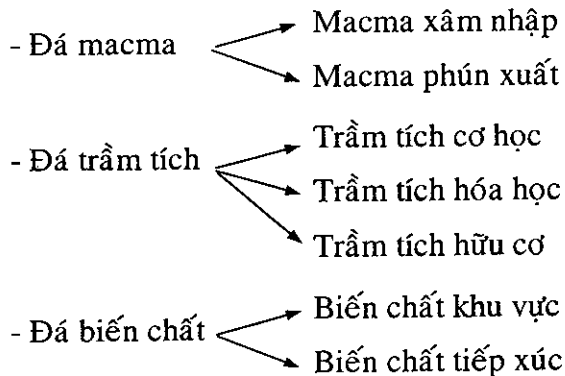 - Đá macma
Macma xâm nhập
Macma phún xuất
- Đá trầm tích
Trầm tích cơ học
Trầm tích hóa học
Trầm tích hữu cơ
- Đá biến chất
Biến chất khu vực
Biến chất tiếp xúc